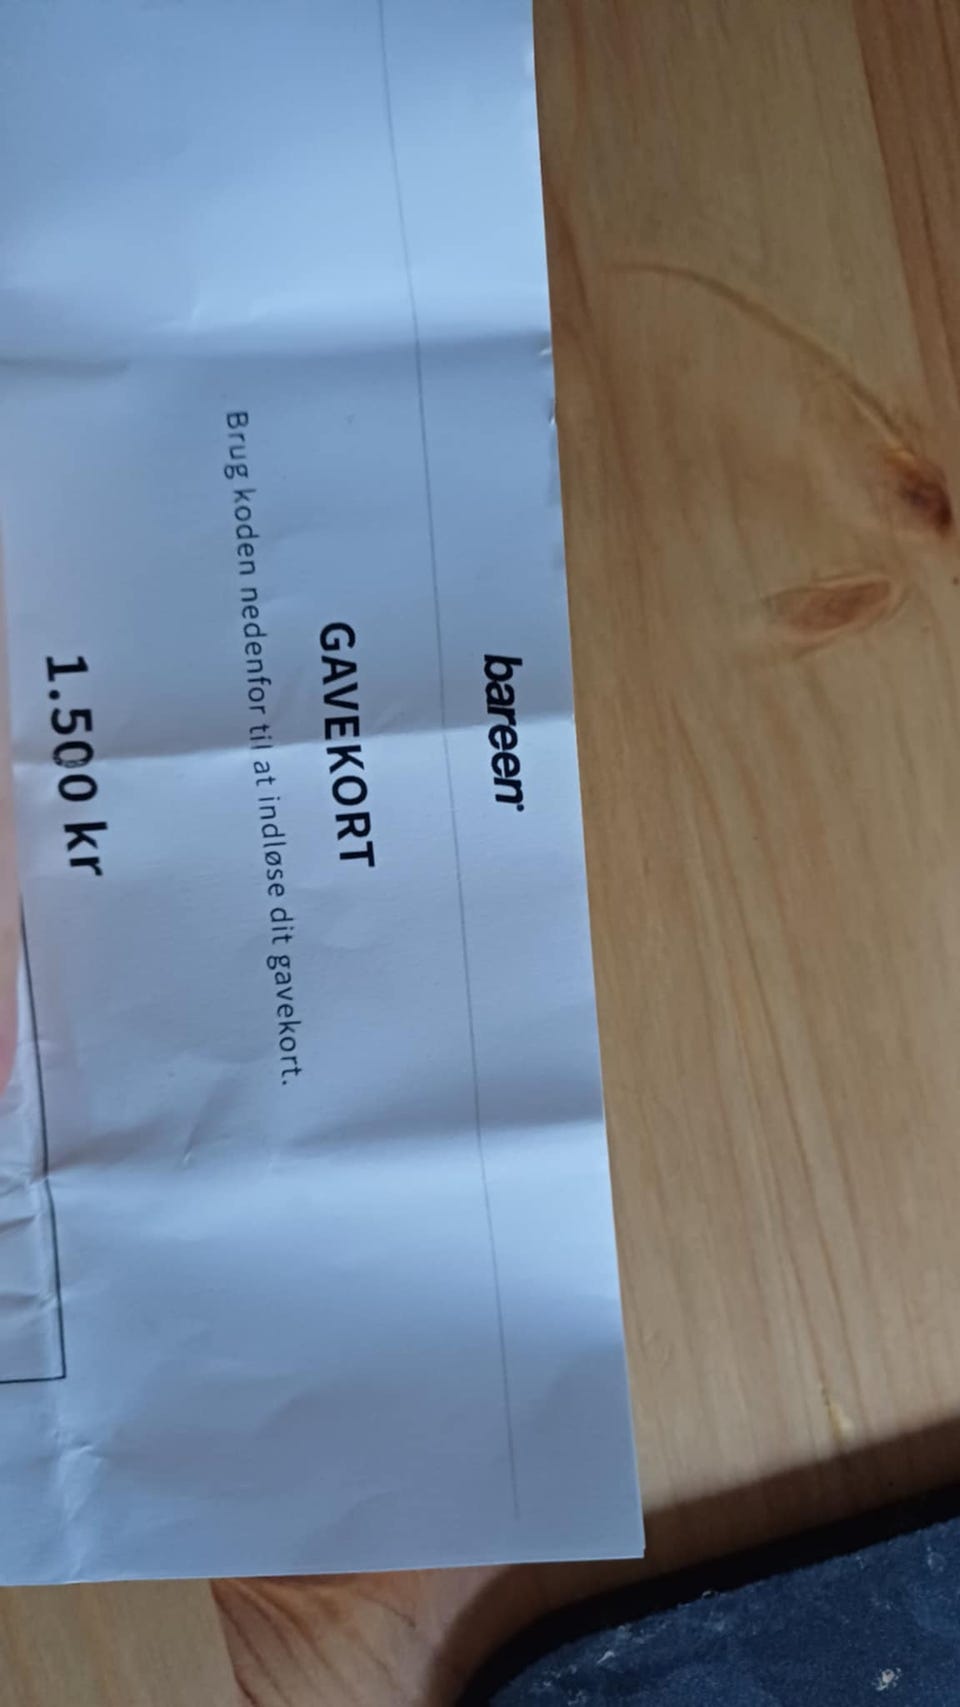 bareen
GAVEKORT
Brug koden nedenfor til at indløse dit gavekort.
1.500 kr